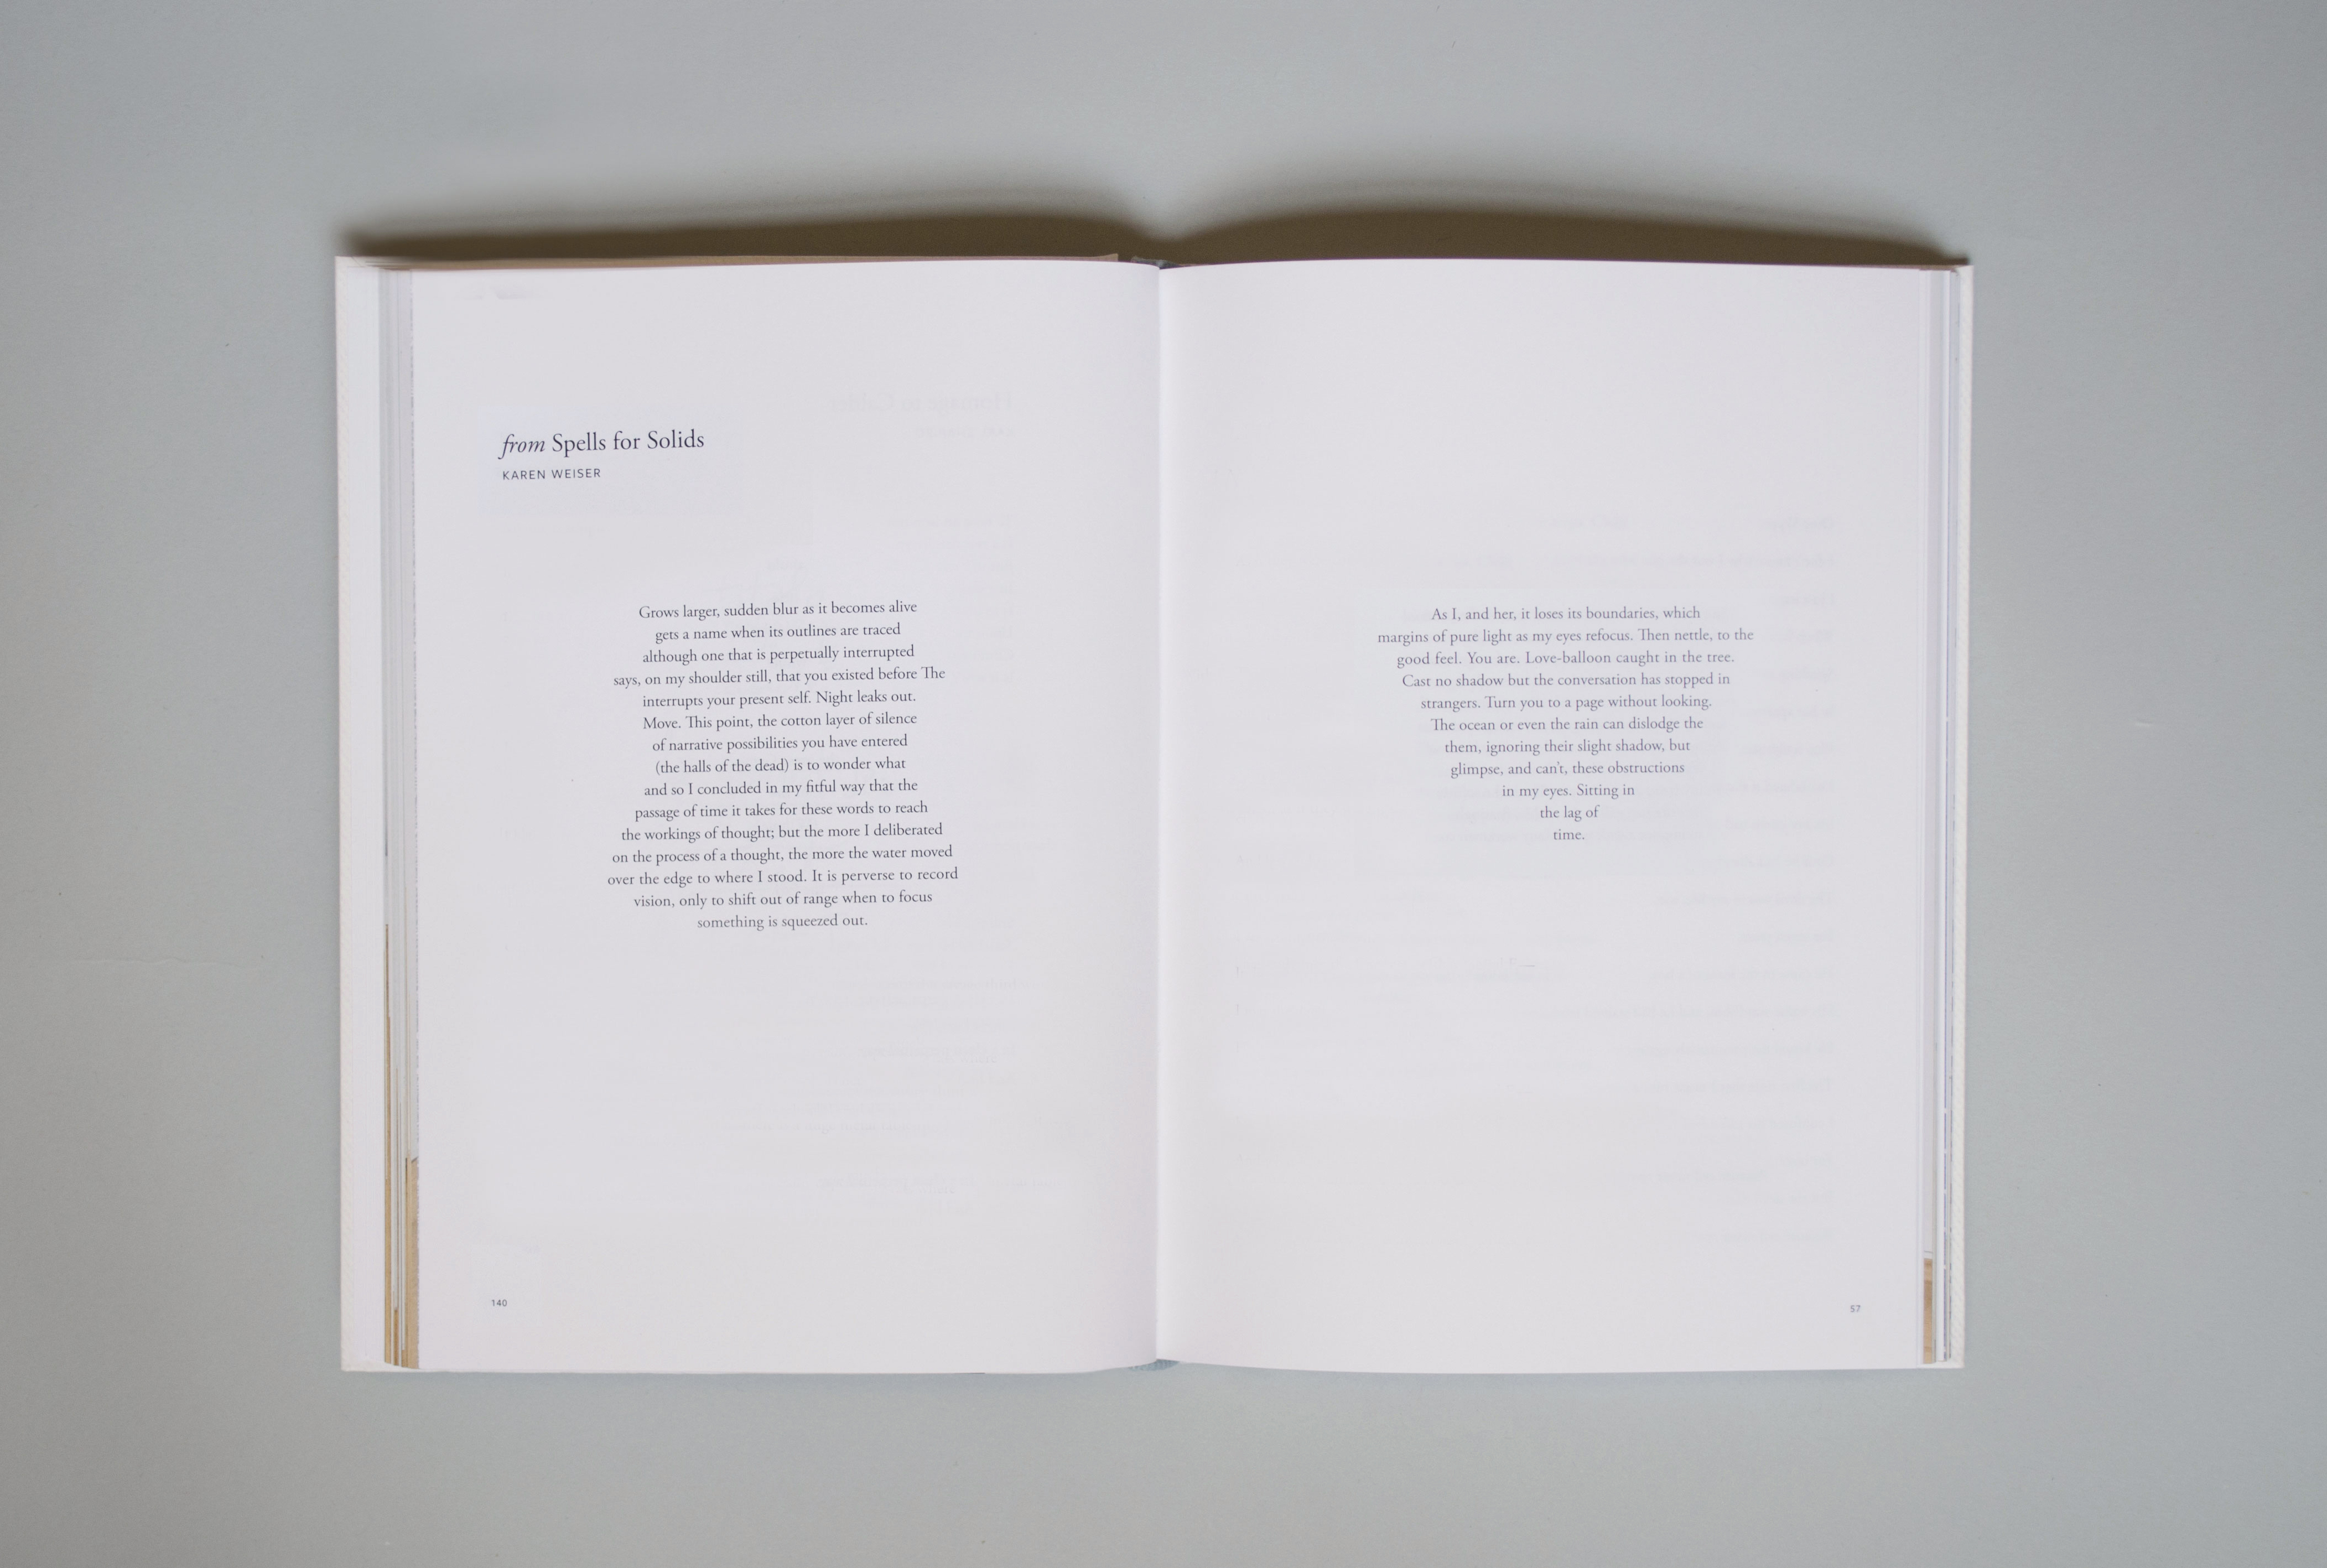 from Spells for Solids
KAREN WEISER
Grows larger, sudden blur as it becomes alive
gets a name when its outlines are traced
although one that is perpetually interrupted
says, on my shoulder still, that you existed before The
interrupts your present self. Night leaks out.
Move. This point, the cotton layer of silence
of narrative possibilities you have entered
(the halls of the dead) is to wonder what
and so I concluded in my fitful way that the
passage of time it takes for these words to reach
the workings of thought; but the more I deliberated
on the process of a thought, the more the water moved
over the edge to where I stood. It is perverse to record
vision, only to shift out of range when to focus
something is squeezed out.
140
As I, and her, it loses its boundaries, which
margins of pure light as my eyes refocus. Then nettle, to the
good feel. You are. Love-balloon caught in the tree.
Cast no shadow but the conversation has stopped in
strangers. Turn you to a page without looking.
The ocean or even the rain can dislodge the
them, ignoring their slight shadow, but
glimpse, and can't, these obstructions
in my eyes. Sitting in
the lag of
time.
57